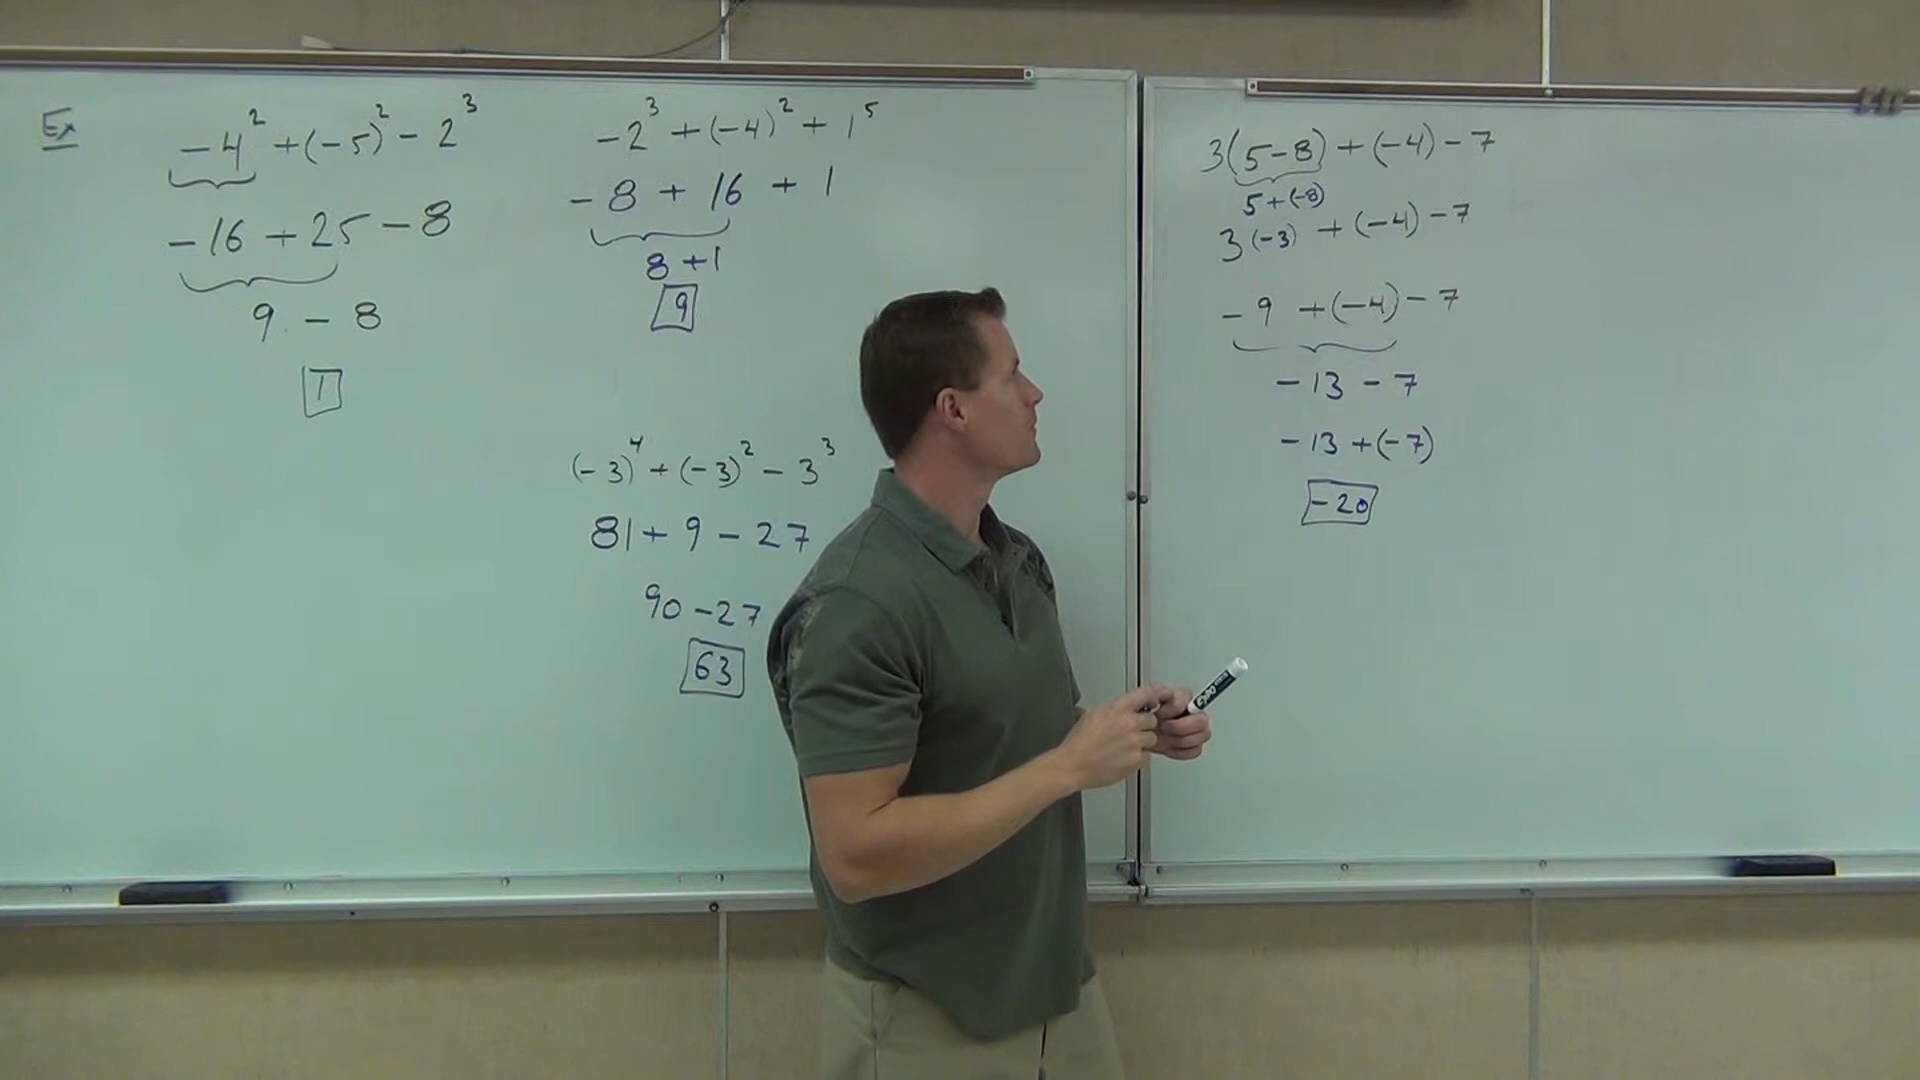 Ex
-4² + (-5)² - 2³
-16 + 25 - 8
9 - 8
1
-2³ + (-4)² + 1⁵
-8 + 16 + 1
8 + 1
9
(-3)⁴ + (-3)² - 3³
81 + 9 - 27
90 - 27
63
3(5-8) + (-4) - 7
5 + (-8)
3(-3) + (-4) - 7
-9 + (-4) - 7
-13 - 7
-13 + (-7)
-20
EXPO